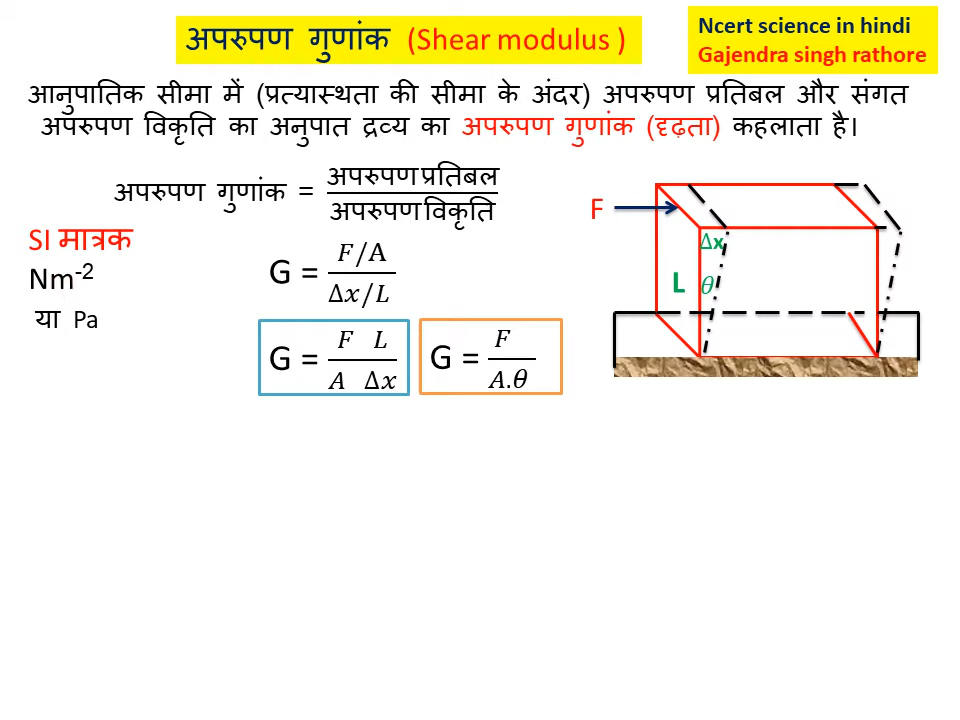 अपरुपण गुणांक (Shear modulus )
Ncert science in hindi
Gajendra singh rathore
आनुपातिक सीमा में (प्रत्यास्थता की सीमा के अंदर) अपरुपण प्रतिबल और संगत
अपरुपण विकृति का अनुपात द्रव्य का अपरुपण गुणांक (दृढ़ता) कहलाता है।
अपरुपण गुणांक = अपरुपण प्रतिबल / अपरुपण विकृति
SI मात्रक
Nm⁻²
या Pa
G = F/A / Δx/L
G = F L / A Δx
G = F / A.θ
F
Δx
L θ